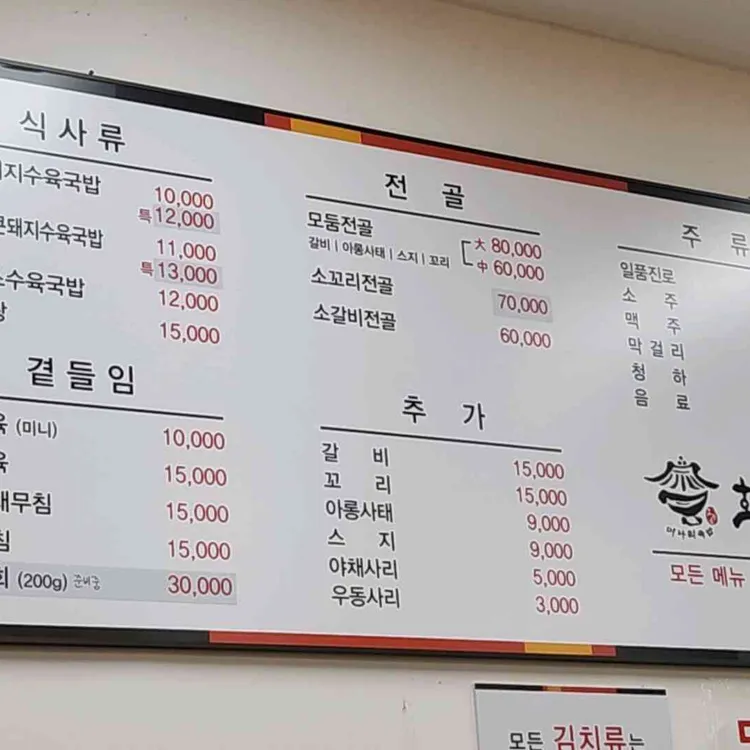 식사류
지수육국밥 10,000
특 12,000
돼지수육국밥 11,000
특 13,000
수육국밥 12,000
15,000
곁들임
(미니) 10,000
15,000
무침 15,000
침 15,000
회 (200g) 준비중 30,000
전 골
모둠전골 大 80,000
갈비 | 아롱사태 | 스지 | 꼬리 中 60,000
소꼬리전골 70,000
소갈비전골 60,000
추 가
갈 비 15,000
꼬 리 15,000
아롱사태 9,000
스 지 9,000
야채사리 5,000
우동사리 3,000
주 류
일품진로
소 주
맥 주
막걸리
청 하
음 료
모든 메뉴
모든 김치류는